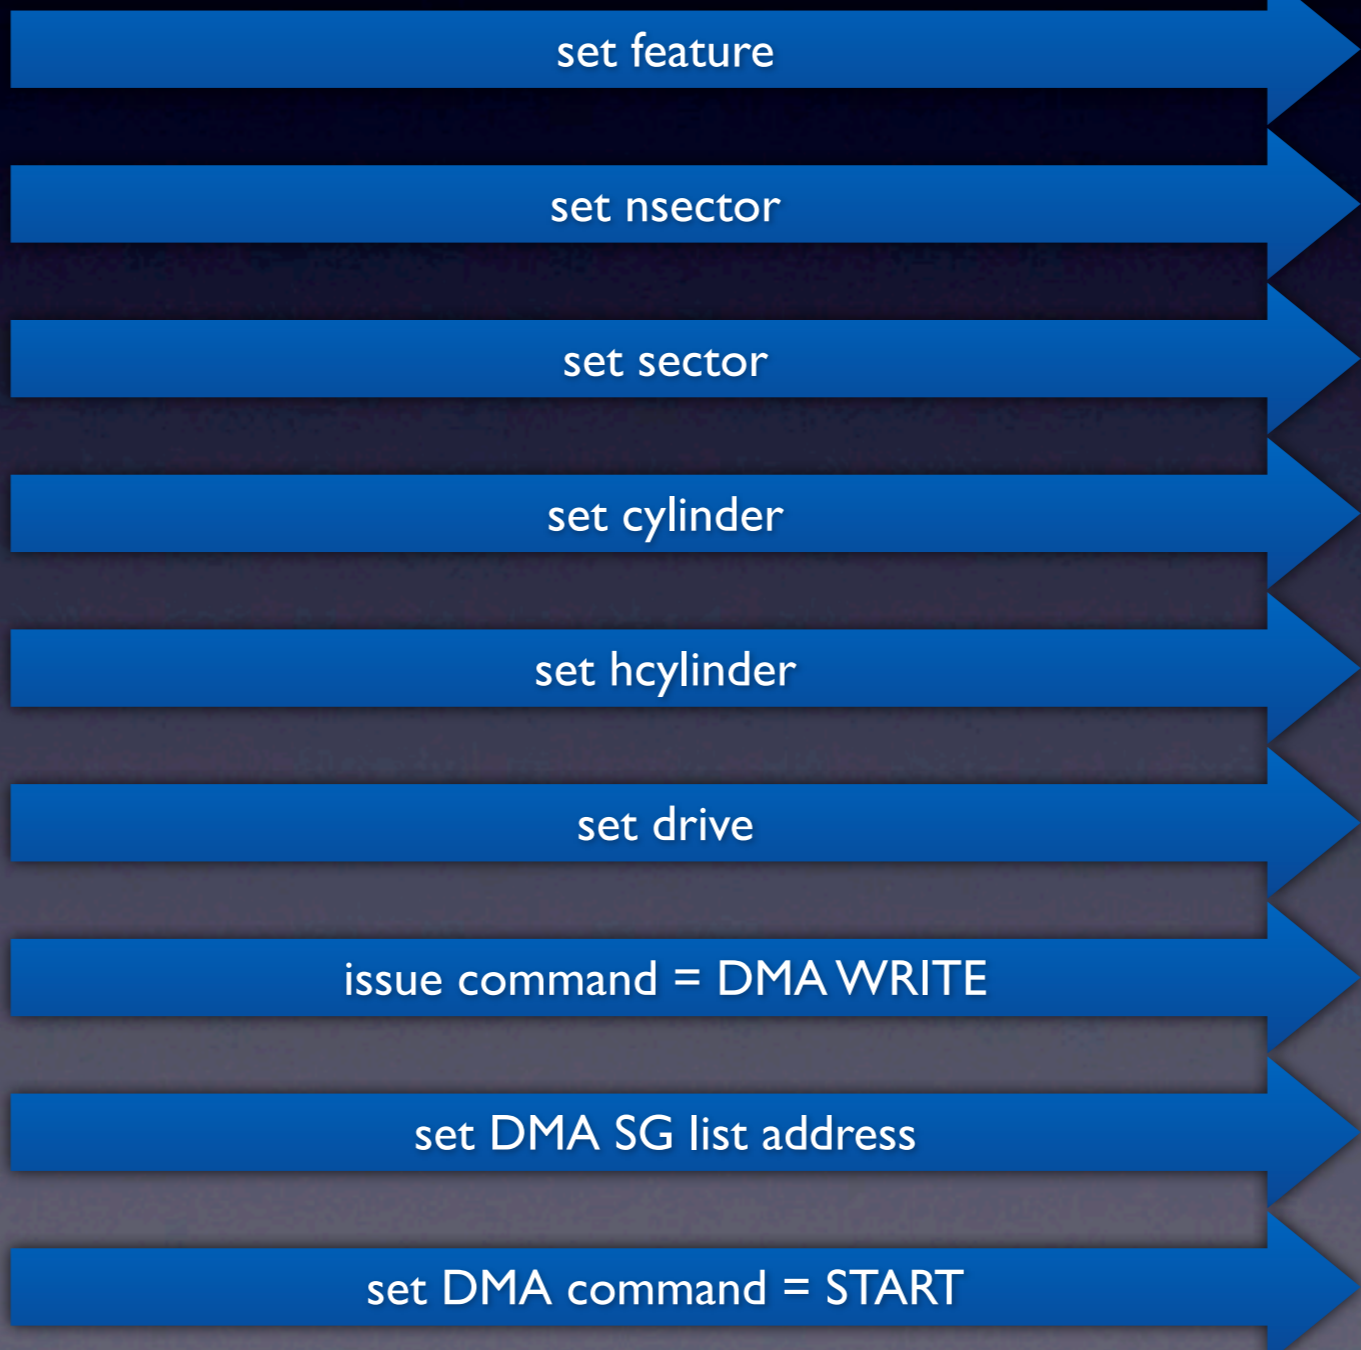 set feature
set nsector
set sector
set cylinder
set hcylinder
set drive
issue command = DMA WRITE
set DMA SG list address
set DMA command = START